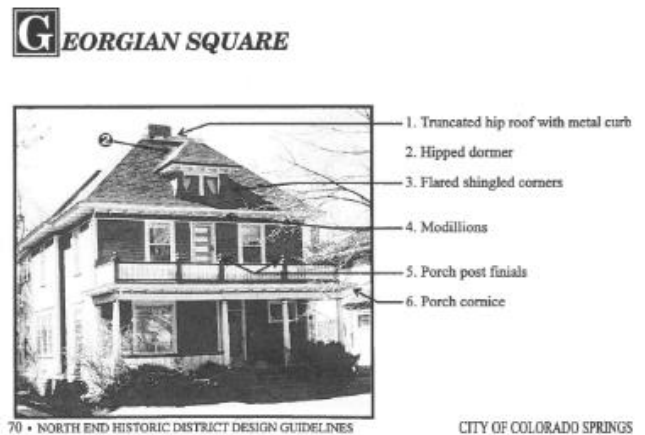 GEORGIAN SQUARE
1. Truncated hip roof with metal curb
2
2. Hipped dormer
3. Flared shingled corners
4. Modillions
5. Porch post finials
6. Porch cornice
70 • NORTH END HISTORIC DISTRICT DESIGN GUIDELINES
CITY OF COLORADO SPRINGS